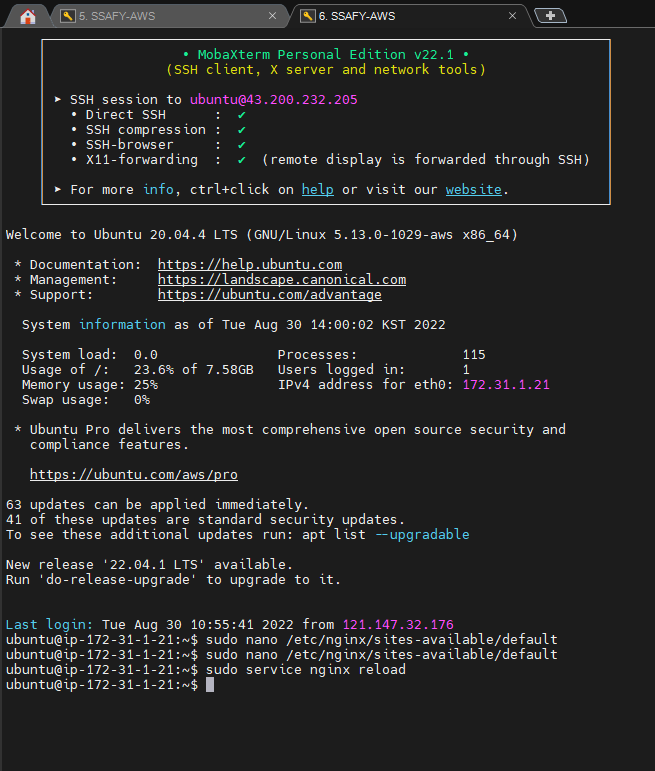 5. SSAFY-AWS
6. SSAFY-AWS
• MobaXterm Personal Edition v22.1 •
(SSH client, X server and network tools)
➤ SSH session to ubuntu@43.200.232.205
• Direct SSH : ✔
• SSH compression : ✔
• SSH-browser : ✔
• X11-forwarding : ✔ (remote display is forwarded through SSH)
➤ For more info, ctrl+click on help or visit our website.
Welcome to Ubuntu 20.04.4 LTS (GNU/Linux 5.13.0-1029-aws x86_64)
* Documentation: https://help.ubuntu.com
* Management: https://landscape.canonical.com
* Support: https://ubuntu.com/advantage
System information as of Tue Aug 30 14:00:02 KST 2022
System load: 0.0 Processes: 115
Usage of /: 23.6% of 7.58GB Users logged in: 1
Memory usage: 25% IPv4 address for eth0: 172.31.1.21
Swap usage: 0%
* Ubuntu Pro delivers the most comprehensive open source security and
compliance features.
https://ubuntu.com/aws/pro
63 updates can be applied immediately.
41 of these updates are standard security updates.
To see these additional updates run: apt list --upgradable
New release '22.04.1 LTS' available.
Run 'do-release-upgrade' to upgrade to it.
Last login: Tue Aug 30 10:55:41 2022 from 121.147.32.176
ubuntu@ip-172-31-1-21:~$ sudo nano /etc/nginx/sites-available/default
ubuntu@ip-172-31-1-21:~$ sudo nano /etc/nginx/sites-available/default
ubuntu@ip-172-31-1-21:~$ sudo service nginx reload
ubuntu@ip-172-31-1-21:~$